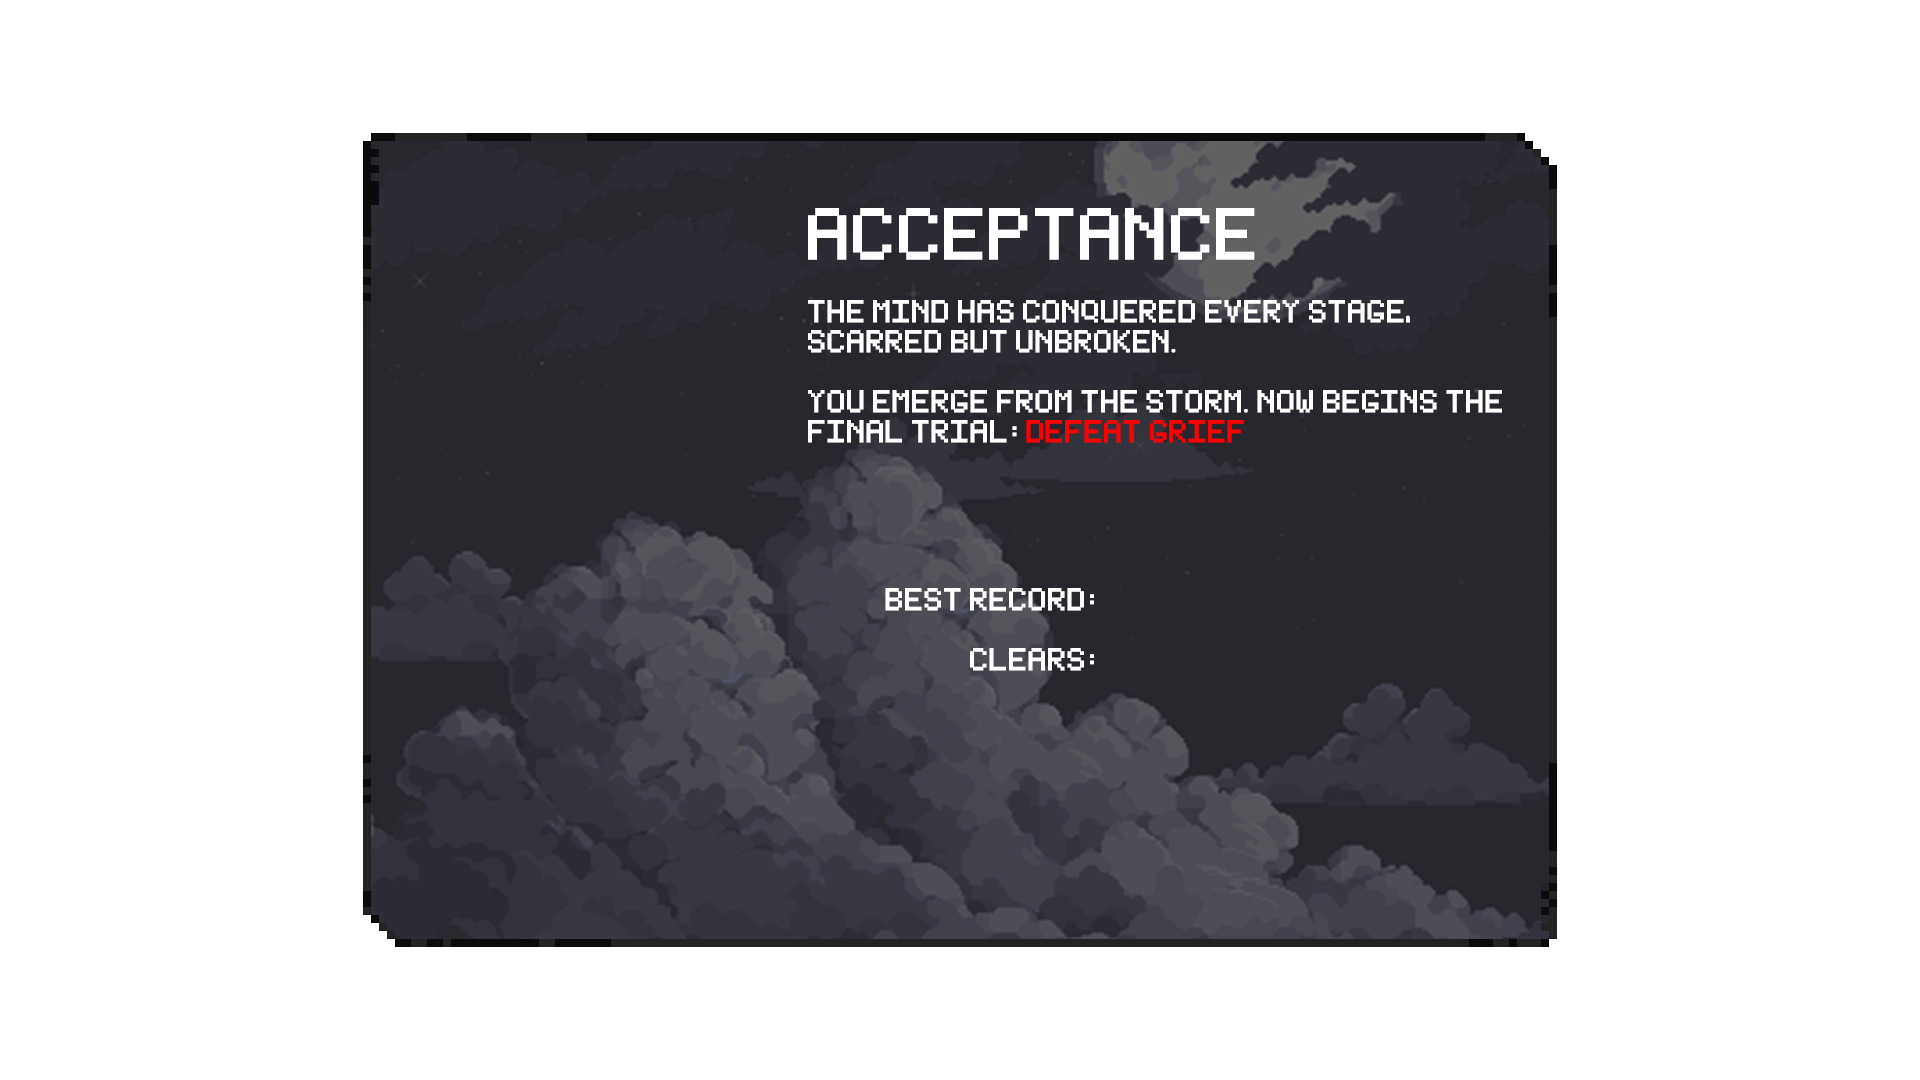 ACCEPTANCE
THE MIND HAS CONQUERED EVERY STAGE.
SCARRED BUT UNBROKEN.
YOU EMERGE FROM THE STORM. NOW BEGINS THE
FINAL TRIAL: DEFEAT GRIEF
BEST RECORD:
CLEARS: